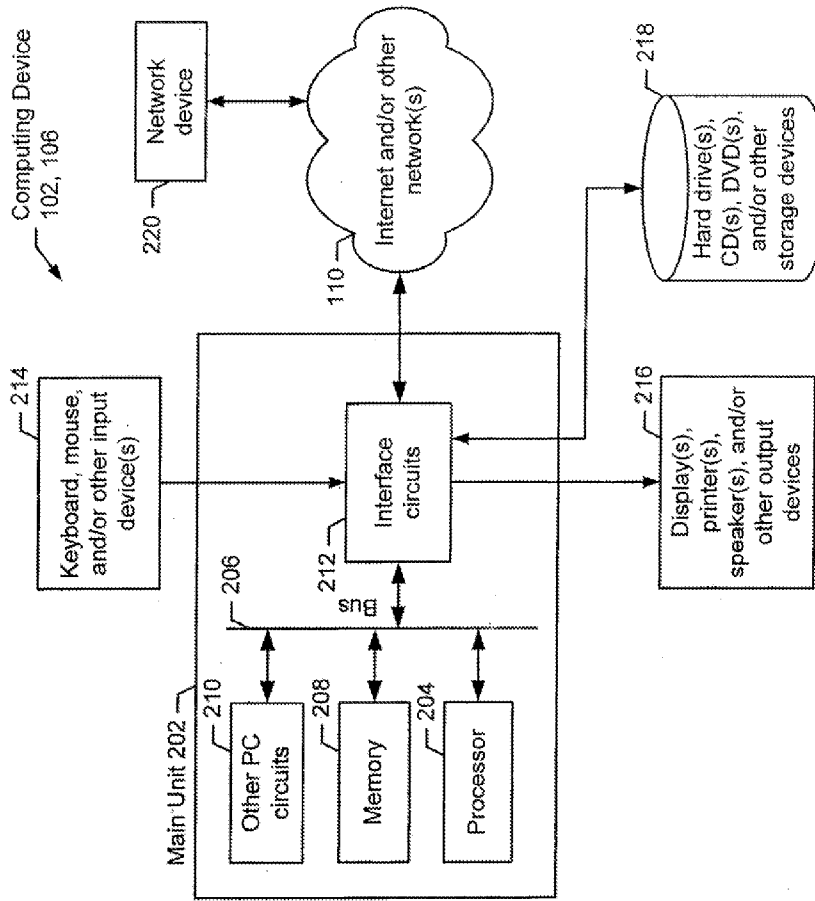 Computing Device
102, 106
214
Keyboard, mouse,
and/or other input
device(s)
220
Network
device
Main Unit 202
210
Other PC
circuits
208
Memory
204
Processor
206
Bus
212
Interface
circuits
110
Internet and/or other
network(s)
216
Display(s),
printer(s),
speaker(s), and/or
other output
devices
218
Hard drive(s),
CD(s), DVD(s),
and/or other
storage devices